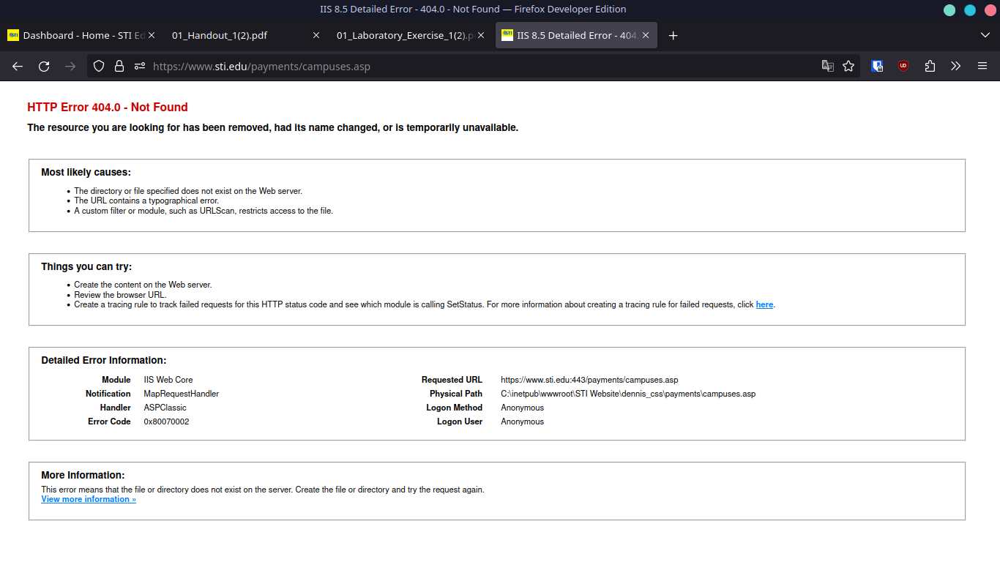 IIS 8.5 Detailed Error - 404.0 - Not Found — Firefox Developer Edition
Dashboard - Home - STI Ed
01_Handout_1(2).pdf
01_Laboratory_Exercise_1(2).p
IIS 8.5 Detailed Error - 404.
https://www.sti.edu/payments/campuses.asp
HTTP Error 404.0 - Not Found
The resource you are looking for has been removed, had its name changed, or is temporarily unavailable.
Most likely causes:
• The directory or file specified does not exist on the Web server.
• The URL contains a typographical error.
• A custom filter or module, such as URLScan, restricts access to the file.
Things you can try:
• Create the content on the Web server.
• Review the browser URL.
• Create a tracing rule to track failed requests for this HTTP status code and see which module is calling SetStatus. For more information about creating a tracing rule for failed requests, click here.
Detailed Error Information:
Module IIS Web Core
Notification MapRequestHandler
Handler ASPClassic
Error Code 0x80070002
Requested URL https://www.sti.edu:443/payments/campuses.asp
Physical Path C:\inetpub\wwwroot\STI Website\dennis_css\payments\campuses.asp
Logon Method Anonymous
Logon User Anonymous
More Information:
This error means that the file or directory does not exist on the server. Create the file or directory and try the request again.
View more information »